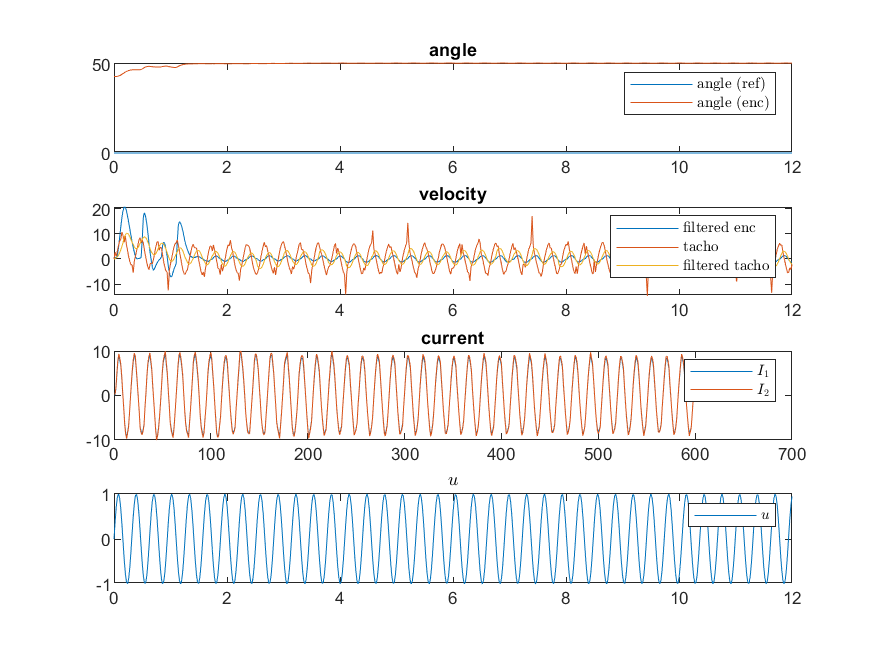 angle
50
0
angle (ref)
angle (enc)
0 2 4 6 8 10 12
velocity
20
10
0
-10
filtered enc
tacho
filtered tacho
0 2 4 6 8 10 12
current
10
0
-10
I1
I2
0 100 200 300 400 500 600 700
u
1
0
-1
u
0 2 4 6 8 10 12